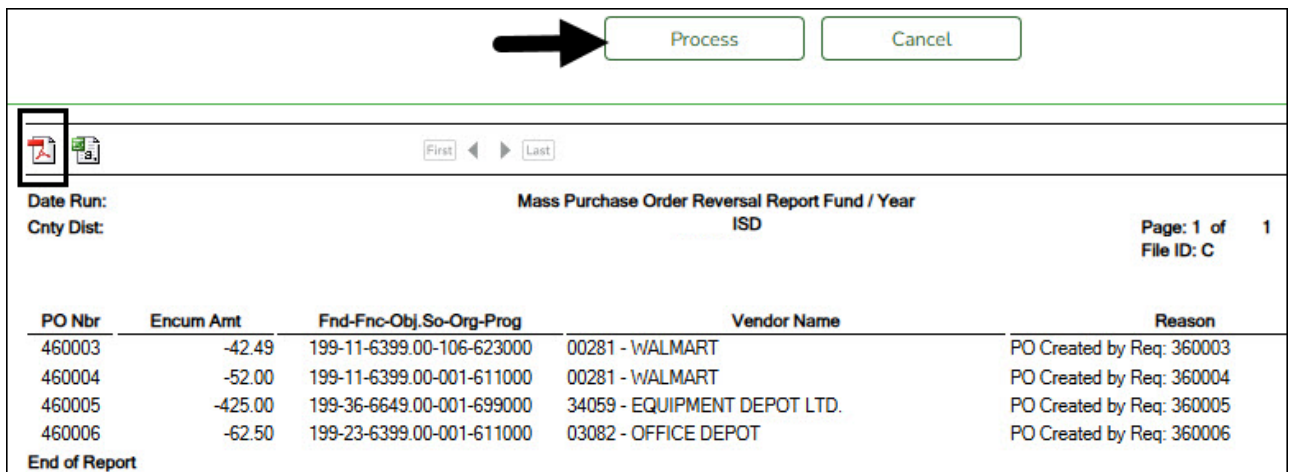 Process Cancel
First Last
Date Run: Mass Purchase Order Reversal Report Fund / Year
Cnty Dist: ISD Page: 1 of 1
File ID: C
PO Nbr Encum Amt Fnd-Fnc-Obj.So-Org-Prog Vendor Name Reason
460003 -42.49 199-11-6399.00-106-623000 00281 - WALMART PO Created by Req: 360003
460004 -52.00 199-11-6399.00-001-611000 00281 - WALMART PO Created by Req: 360004
460005 -425.00 199-36-6649.00-001-699000 34059 - EQUIPMENT DEPOT LTD. PO Created by Req: 360005
460006 -62.50 199-23-6399.00-001-611000 03082 - OFFICE DEPOT PO Created by Req: 360006
End of Report